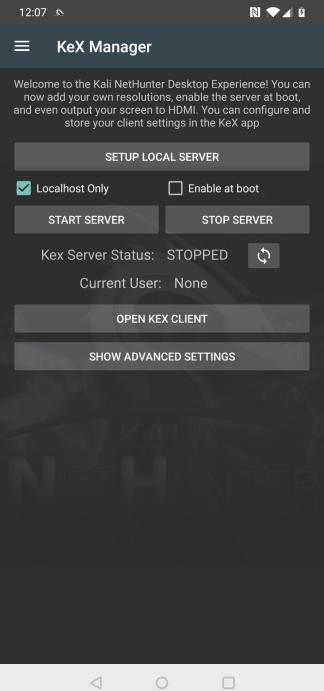 12:07
KeX Manager
Welcome to the Kali NetHunter Desktop Experience! You can
now add your own resolutions, enable the server at boot,
and even output your screen to HDMI. You can configure and
store your client settings in the KeX app
SETUP LOCAL SERVER
Localhost Only
Enable at boot
START SERVER
STOP SERVER
Kex Server Status: STOPPED
Current User: None
OPEN KEX CLIENT
SHOW ADVANCED SETTINGS
KALI
NETHUNTER